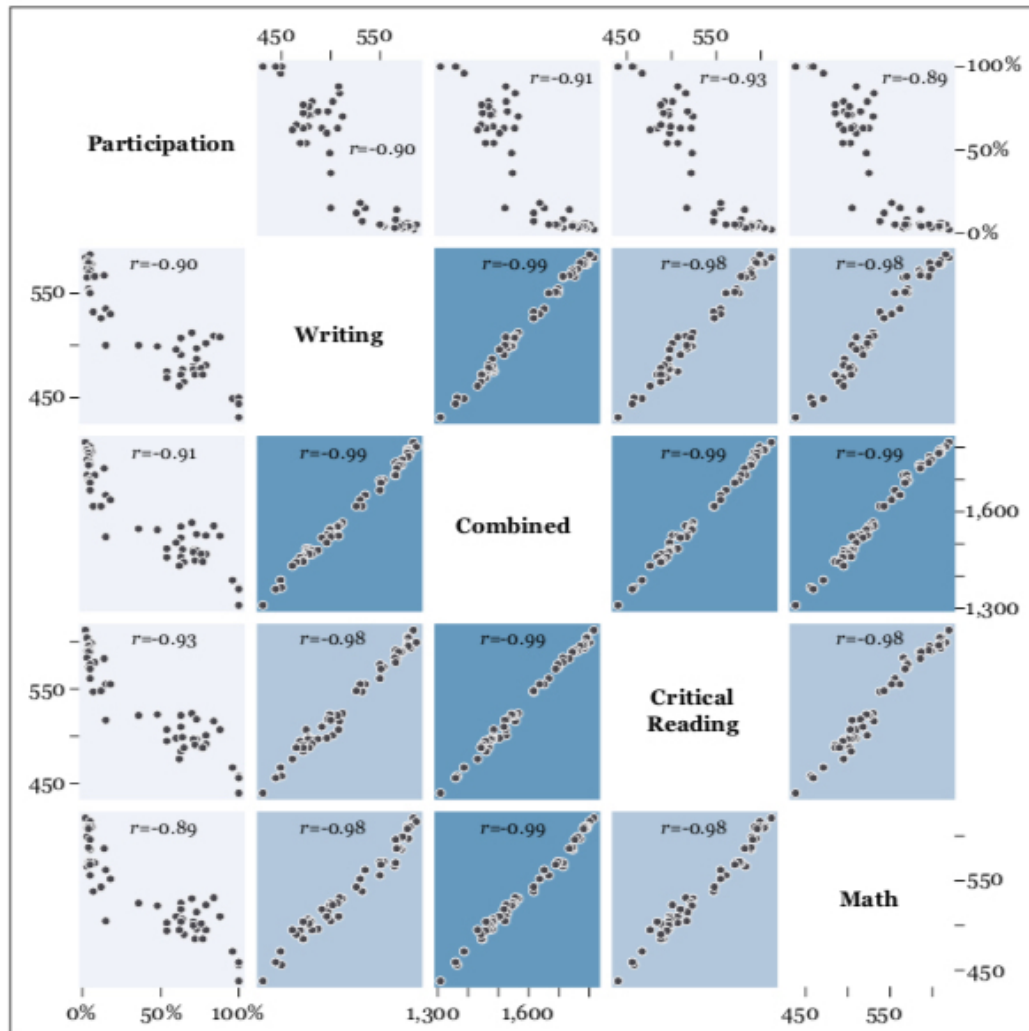 450 550
r=-0.91 r=-0.93 r=-0.89 100%
Participation r=-0.90 50%
0%
r=-0.90 r=-0.99 r=-0.98 r=-0.98
550
Writing
450
r=-0.91 r=-0.99 r=-0.99 r=-0.99
Combined 1,600
1,300
r=-0.93 r=-0.98 r=-0.99 r=-0.98
550 Critical
Reading
450
r=-0.89 r=-0.98 r=-0.99 r=-0.98
550
Math
450
0% 50% 100% 1,300 1,600 450 550